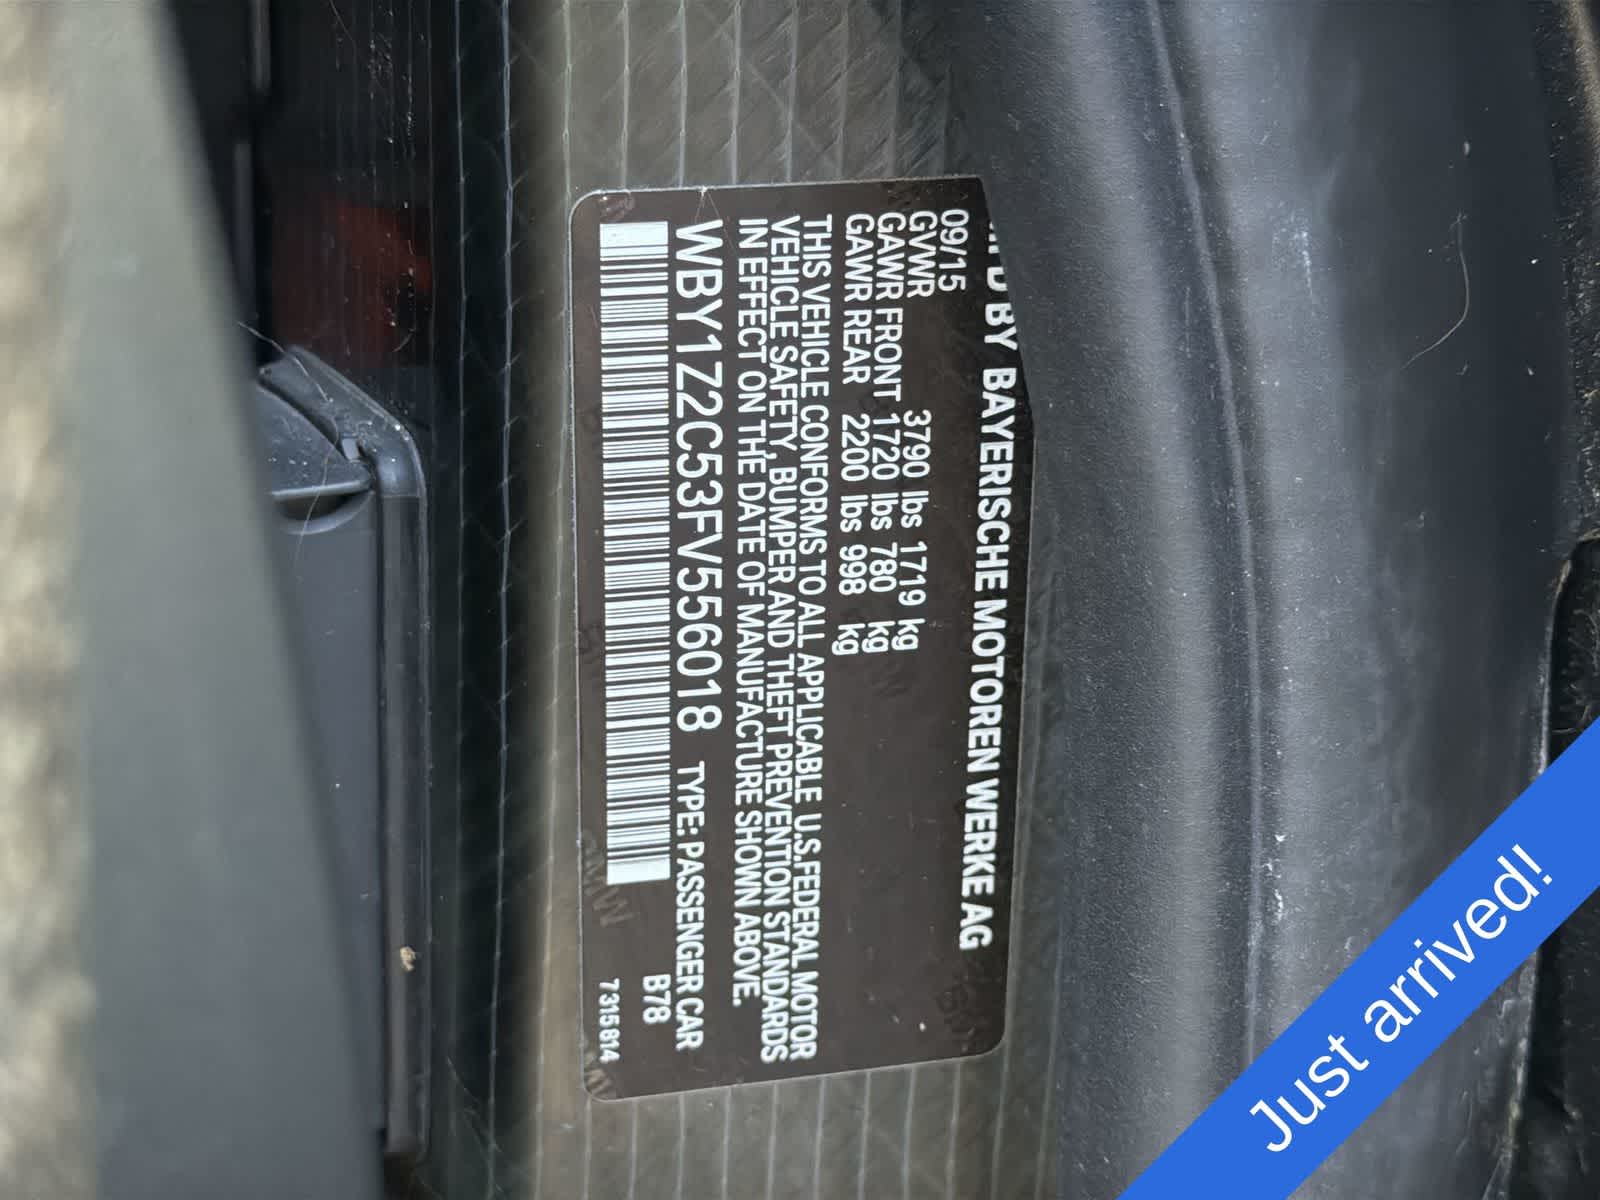 BY BAYERISCHE MOTOREN WERKE AG
09/15
GVWR 3790 lbs 1719 kg
GAWR FRONT 1720 lbs 780 kg
GAWR REAR 2200 lbs 998 kg
THIS VEHICLE CONFORMS TO ALL APPLICABLE U.S.FEDERAL MOTOR
VEHICLE SAFETY, BUMPER AND THEFT PREVENTION STANDARDS
IN EFFECT ON THE DATE OF MANUFACTURE SHOWN ABOVE.
WBY1Z2C53FV556018 TYPE: PASSENGER CAR
B78
7315814
Just arrived!